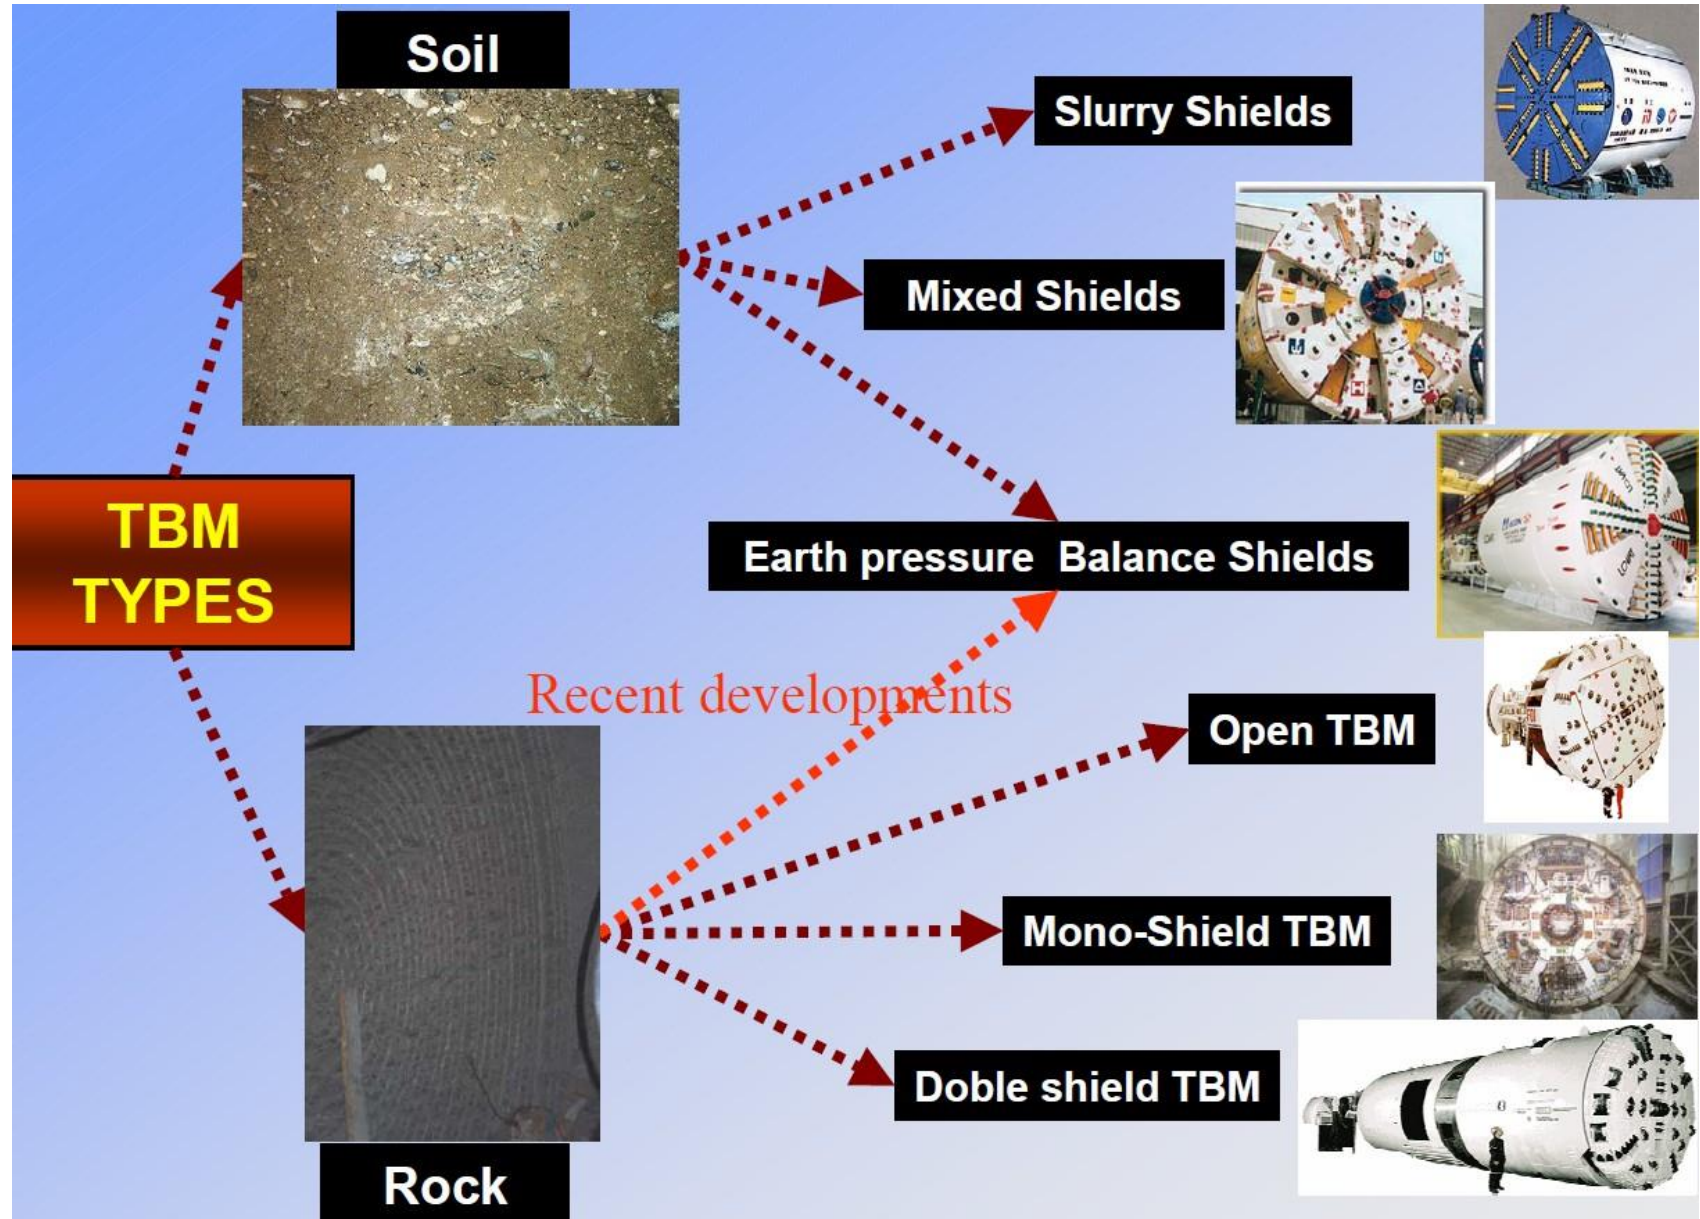 Soil
Slurry Shields
Mixed Shields
TBM
TYPES
Earth pressure Balance Shields
Recent developments
Open TBM
Mono-Shield TBM
Doble shield TBM
Rock